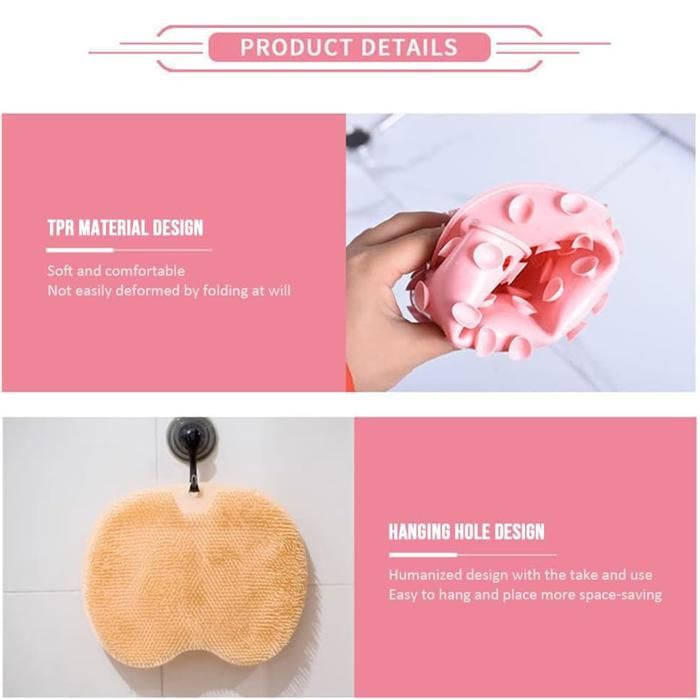 PRODUCT DETAILS
TPR MATERIAL DESIGN
Soft and comfortable
Not easily deformed by folding at will
HANGING HOLE DESIGN
Humanized design with the take and use
Easy to hang and place more space-saving